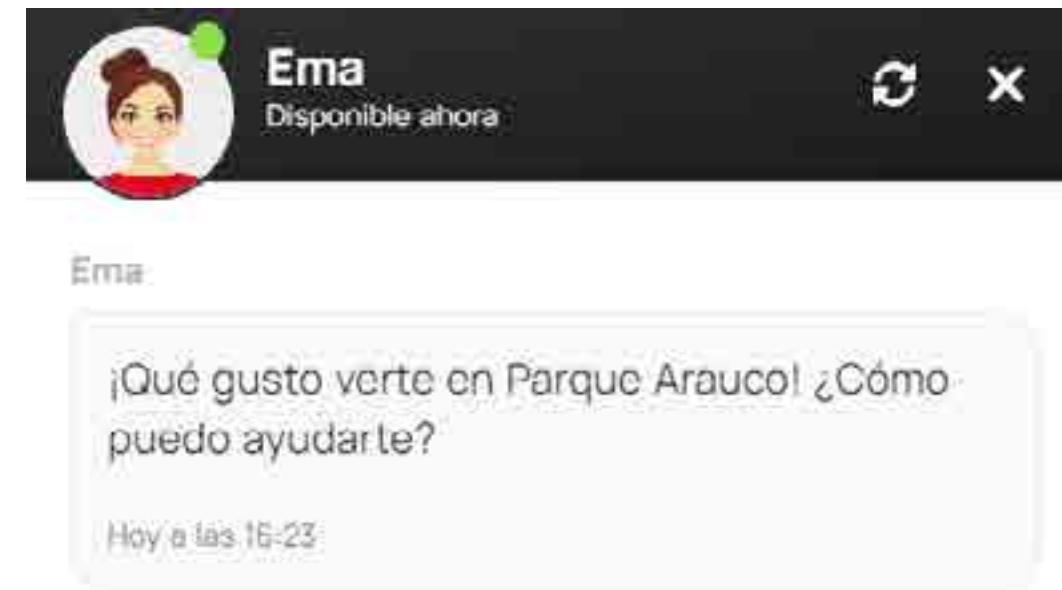 Ema
Disponible ahora
Ema
¡Qué gusto verte en Parque Arauco! ¿Cómo
puedo ayudarte?
Hoy a las 16:23